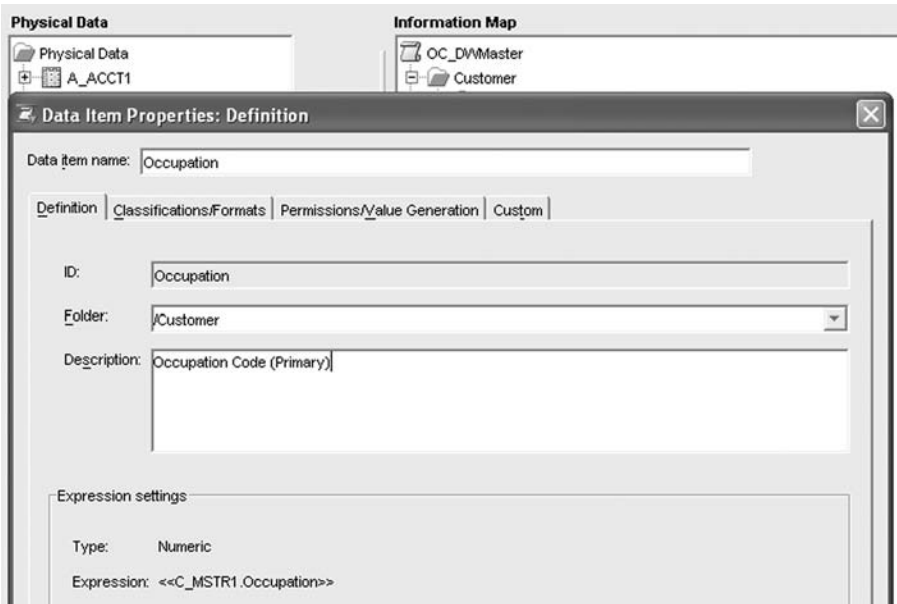 Physical Data
Information Map
Physical Data
OC_DWMaster
A_ACCT1
Customer
Data Item Properties: Definition
Data item name: Occupation
Definition Classifications/Formats Permissions/Value Generation Custom
ID: Occupation
Folder: /Customer
Description: Occupation Code (Primary)
Expression settings
Type: Numeric
Expression: <<C_MSTR1.Occupation>>